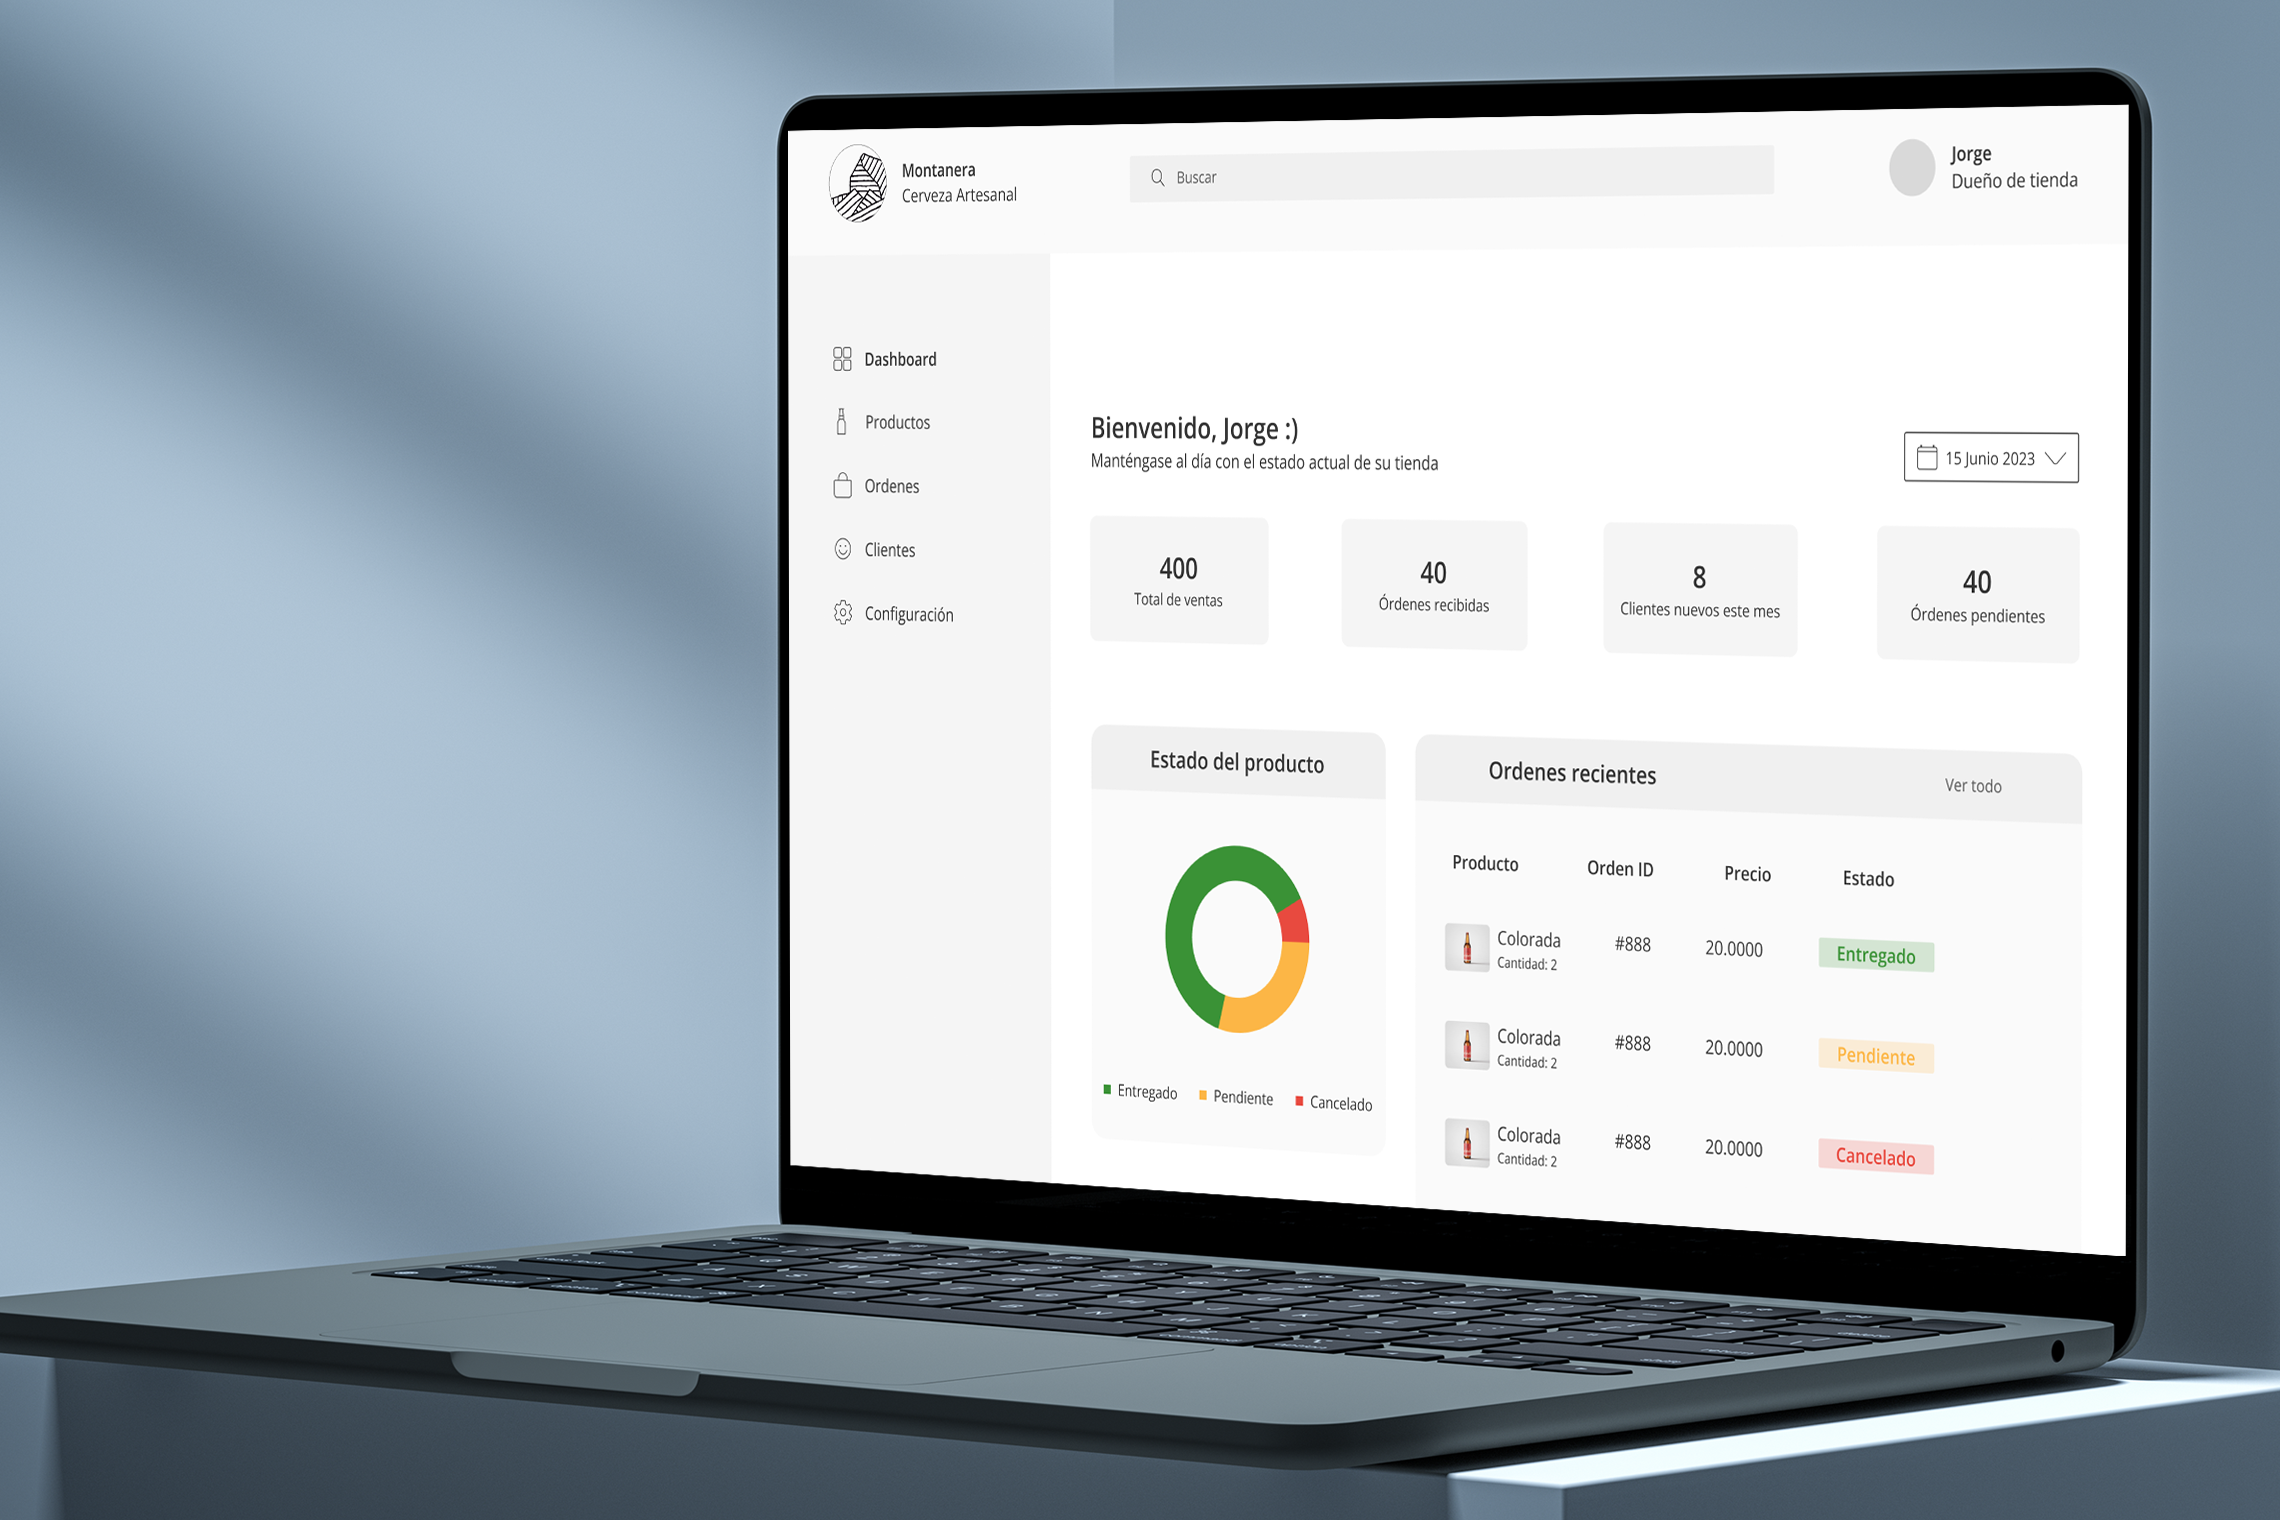 Montanera
Cerveza Artesanal
Buscar
Jorge
Dueño de tienda
Dashboard
Productos
Ordenes
Clientes
Configuración
Bienvenido, Jorge :)
Manténgase al día con el estado actual de su tienda
15 Junio 2023
400
Total de ventas
40
Órdenes recibidas
8
Clientes nuevos este mes
40
Órdenes pendientes
Estado del producto
Entregado
Pendiente
Cancelado
Ordenes recientes
Ver todo
Producto Orden ID Precio Estado
Colorada
Cantidad: 2
#888
20.0000
Entregado
Colorada
Cantidad: 2
#888
20.0000
Pendiente
Colorada
Cantidad: 2
#888
20.0000
Cancelado